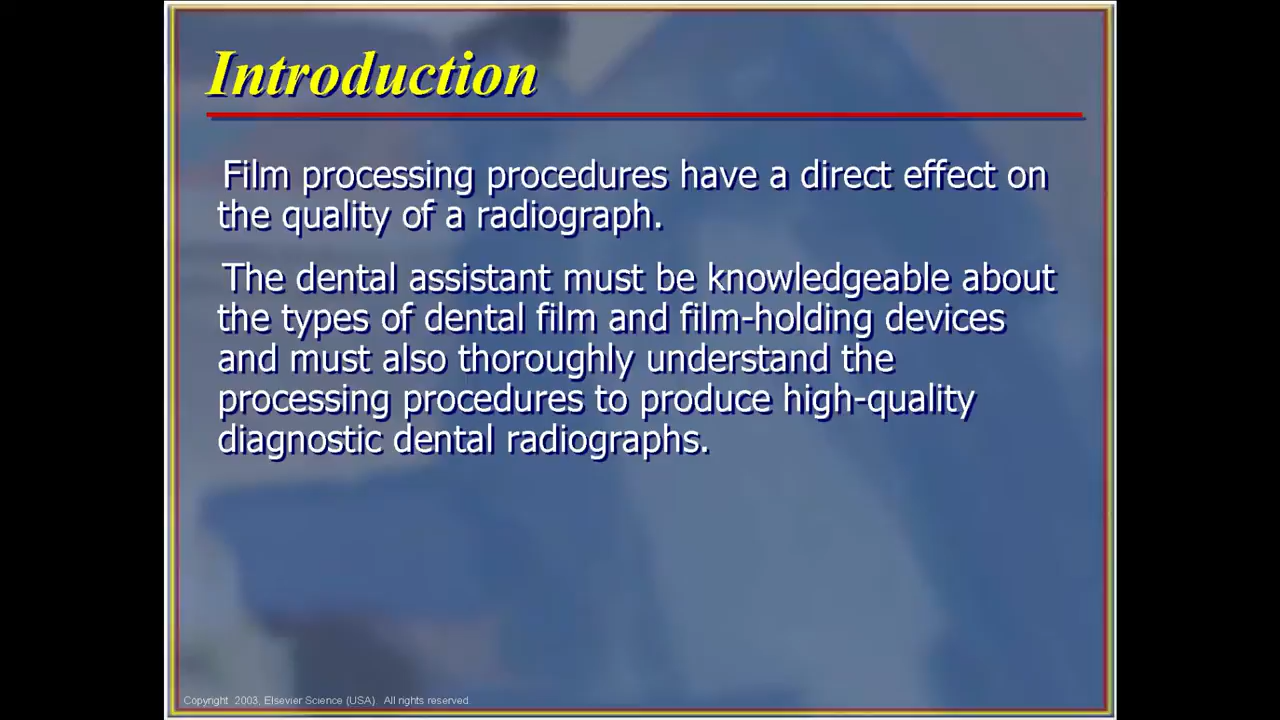 Introduction
Film processing procedures have a direct effect on
the quality of a radiograph.
The dental assistant must be knowledgeable about
the types of dental film and film-holding devices
and must also thoroughly understand the
processing procedures to produce high-quality
diagnostic dental radiographs.
Copyright 2003, Elsevier Science (USA). All rights reserved.